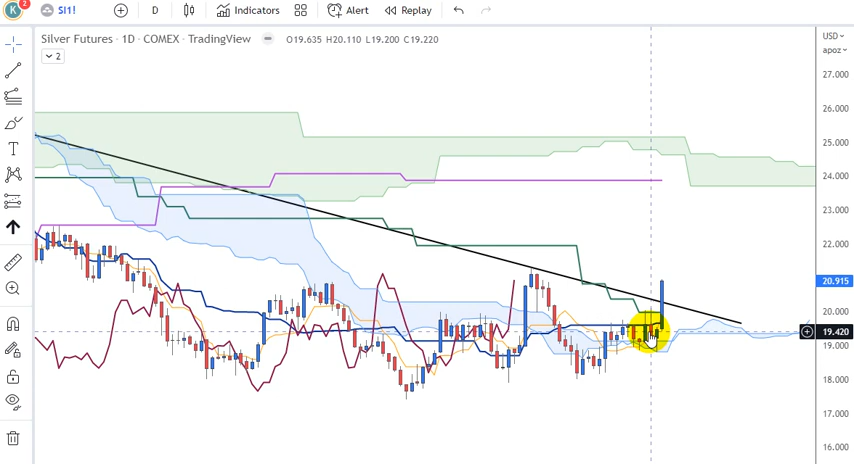 K 2 SI1! D Indicators Alert Replay
Silver Futures · 1D · COMEX · TradingView O19.635 H20.110 L19.200 C19.220
2
USD
apoz
27.000
26.000
25.000
24.000
23.000
22.000
20.915
20.000
19.420
19.000
18.000
17.000
16.000
T